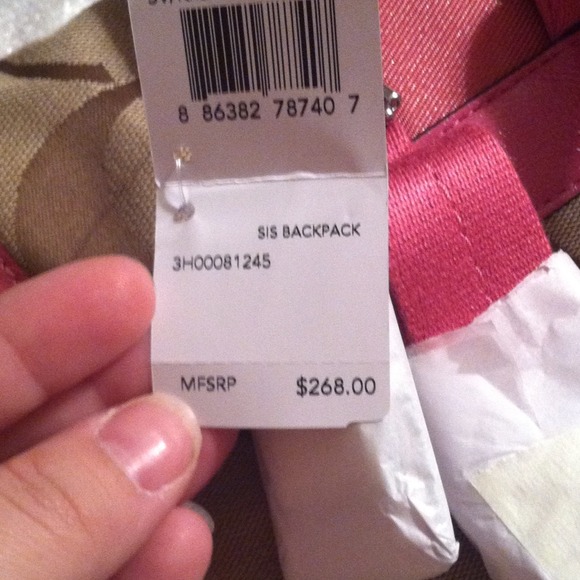 8 86382 78740 7
SIS BACKPACK
3H00081245
MFSRP $268.00